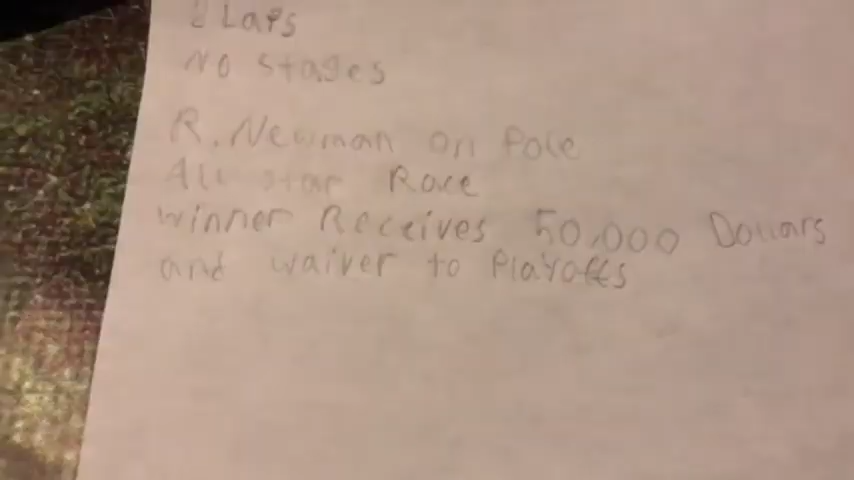 Laps
No stages
R. Newman on Pole
All star Race
Winner Receives 50,000 Dollars
and waiver to Playoffs